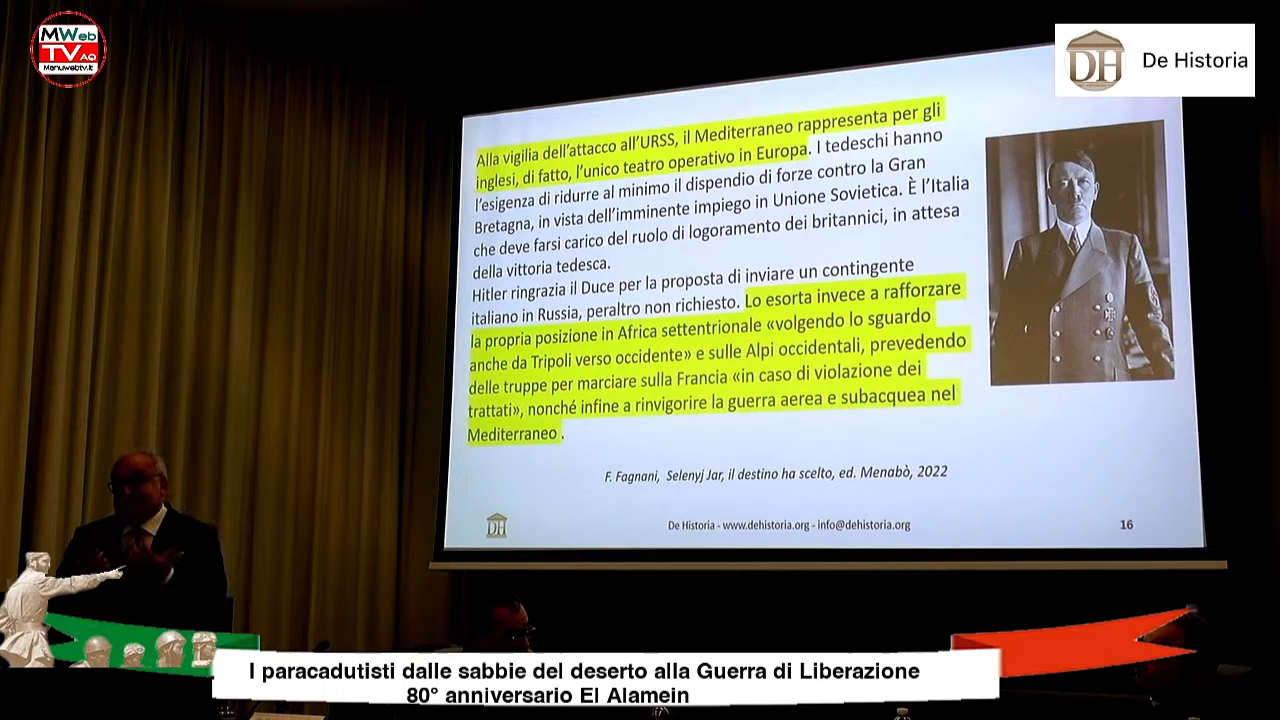 MWeb
TV AQ
Manuwebtv.it
DH
De Historia
Alla vigilia dell'attacco all'URSS, il Mediterraneo rappresenta per gli
inglesi, di fatto, l'unico teatro operativo in Europa. I tedeschi hanno
l'esigenza di ridurre al minimo il dispendio di forze contro la Gran
Bretagna, in vista dell'imminente impiego in Unione Sovietica. È l'Italia
che deve farsi carico del ruolo di logoramento dei britannici, in attesa
della vittoria tedesca.
Hitler ringrazia il Duce per la proposta di inviare un contingente
italiano in Russia, peraltro non richiesto. Lo esorta invece a rafforzare
la propria posizione in Africa settentrionale «volgendo lo sguardo
anche da Tripoli verso occidente» e sulle Alpi occidentali, prevedendo
delle truppe per marciare sulla Francia «in caso di violazione dei
trattati», nonché infine a rinvigorire la guerra aerea e subacquea nel
Mediterraneo .
F. Fagnani, Selenyj Jar, il destino ha scelto, ed. Menabò, 2022
DH
De Historia - www.dehistoria.org - info@dehistoria.org
16
I paracadutisti dalle sabbie del deserto alla Guerra di Liberazione
80° anniversario El Alamein